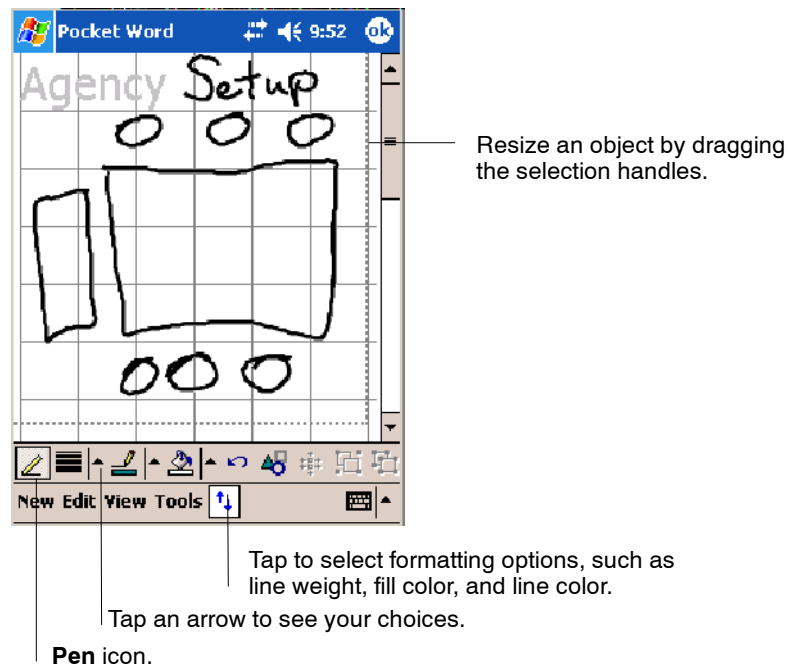 Pocket Word 9:52 ok
Agency Setup
Resize an object by dragging
the selection handles.
New Edit View Tools
Tap to select formatting options, such as
line weight, fill color, and line color.
Tap an arrow to see your choices.
Pen icon.